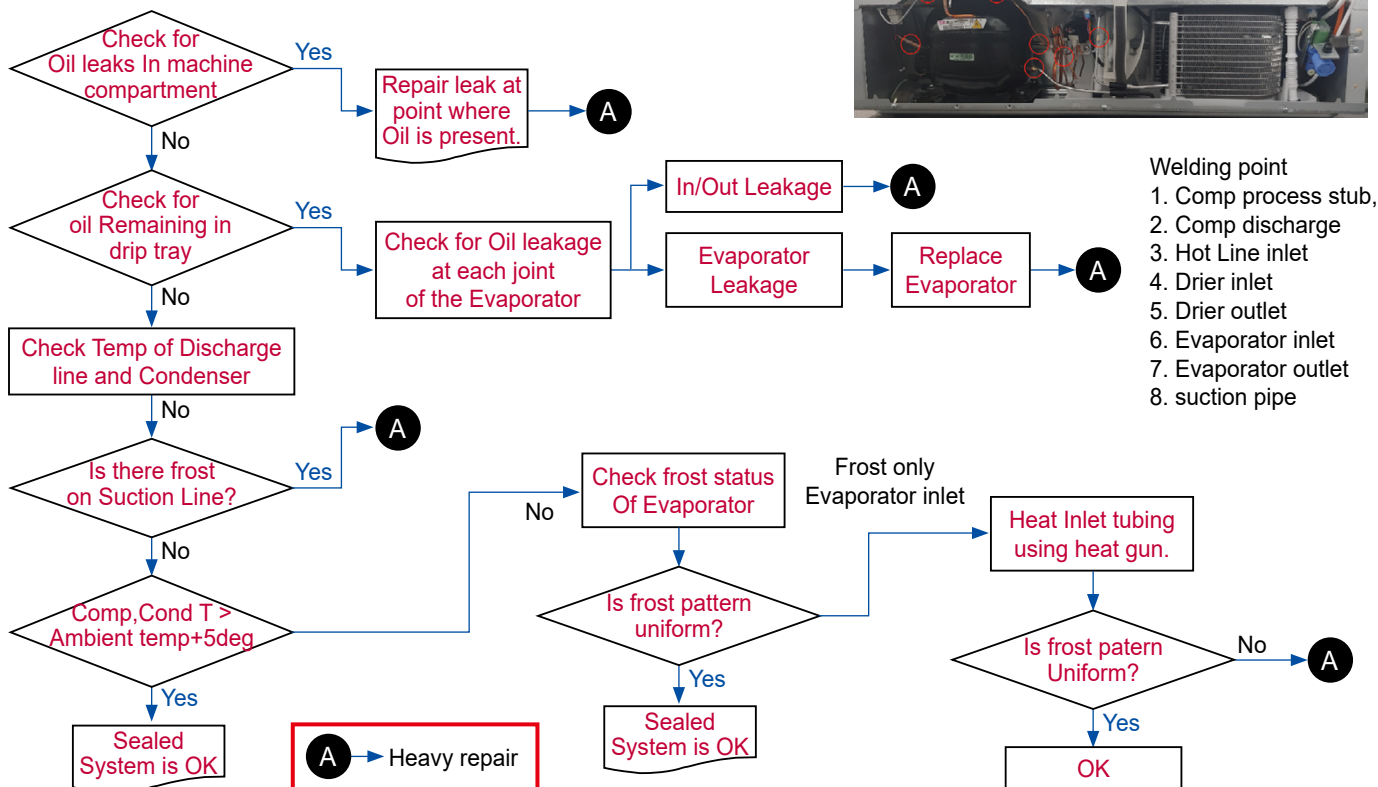 Check for
Oil leaks In machine
compartment
Yes
Repair leak at
point where
Oil is present.
A
No
Check for
oil Remaining in
drip tray
Yes
Check for Oil leakage
at each joint
of the Evaporator
In/Out Leakage
A
Evaporator
Leakage
Replace
Evaporator
A
Welding point
1. Comp process stub,
2. Comp discharge
3. Hot Line inlet
4. Drier inlet
5. Drier outlet
6. Evaporator inlet
7. Evaporator outlet
8. suction pipe
No
Check Temp of Discharge
line and Condenser
No
Is there frost
on Suction Line?
Yes
A
No
Comp,Cond T >
Ambient temp+5deg
No
Check frost status
Of Evaporator
Frost only
Evaporator inlet
Heat Inlet tubing
using heat gun.
Is frost pattern
uniform?
Is frost patern
Uniform?
No
A
Yes
Sealed
System is OK
Yes
Sealed
System is OK
Yes
OK
A
Heavy repair